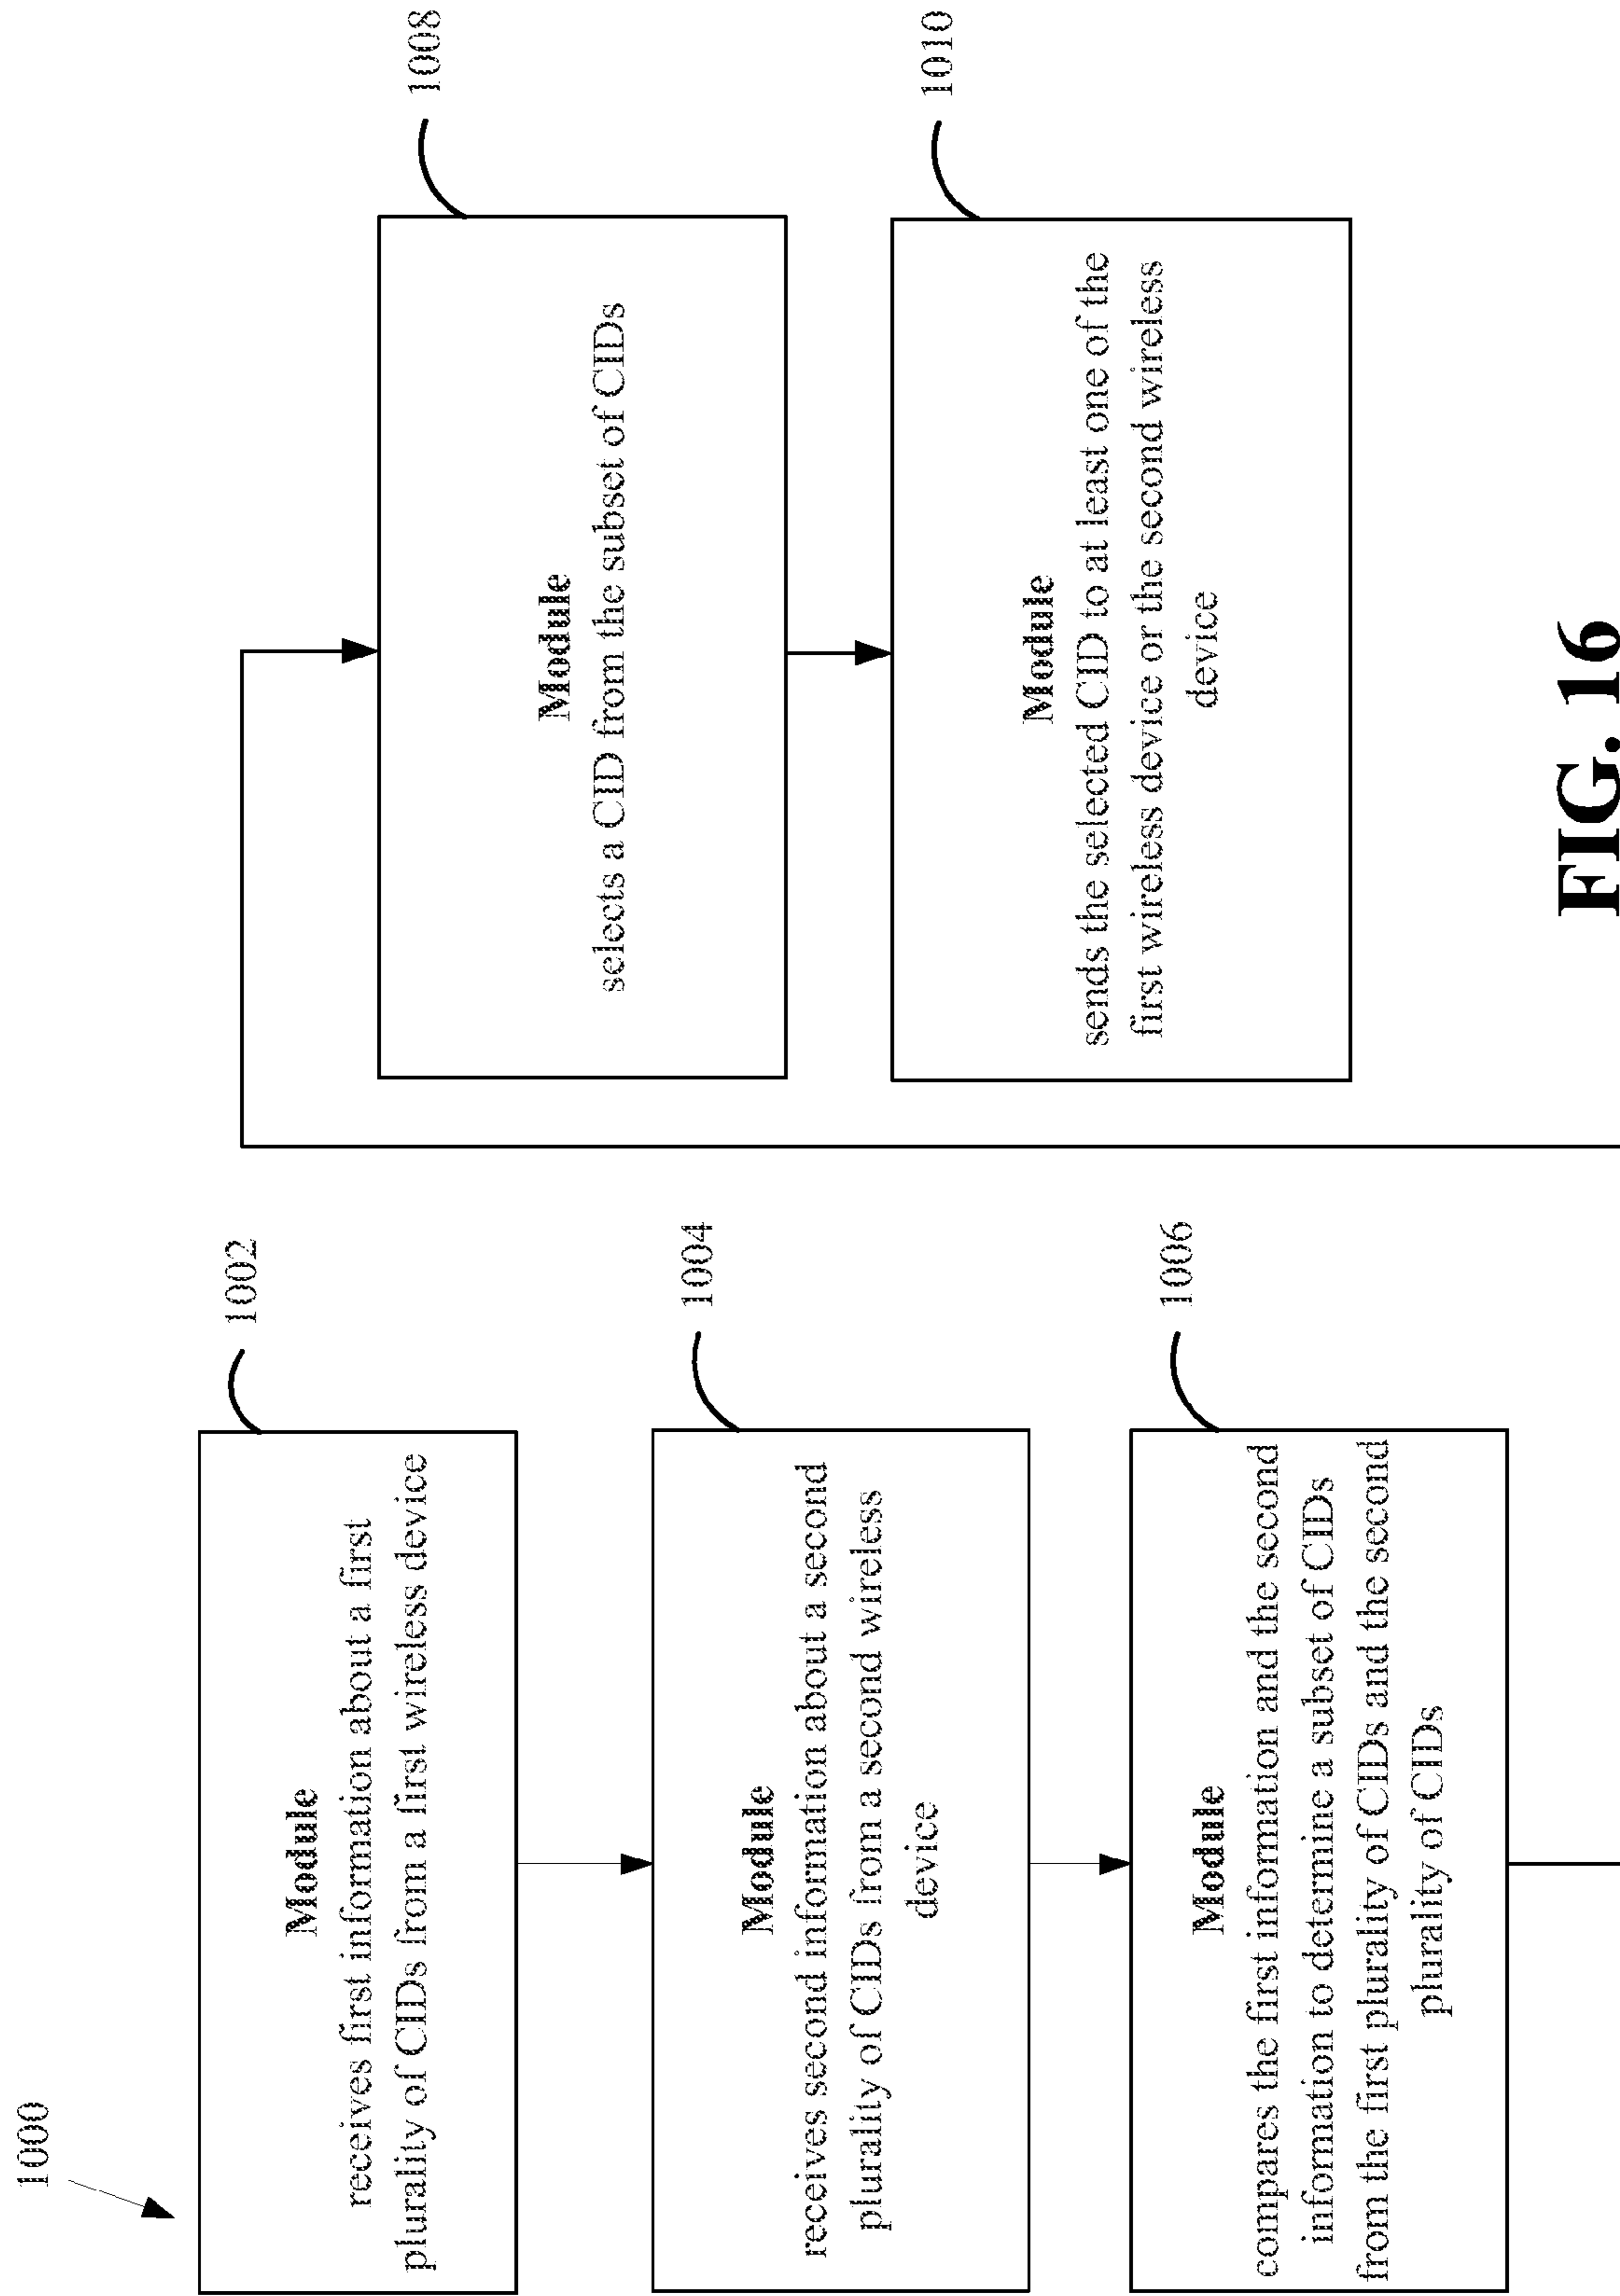 1000
1002
Module
receives first information about a first
plurality of CIDs from a first wireless device
1004
Module
receives second information about a second
plurality of CIDs from a second wireless
device
1006
Module
compares the first information and the second
information to determine a subset of CIDs
from the first plurality of CIDs and the second
plurality of CIDs
1008
Module
selects a CID from the subset of CIDs
1010
Module
sends the selected CID to at least one of the
first wireless device or the second wireless
device
FIG. 16